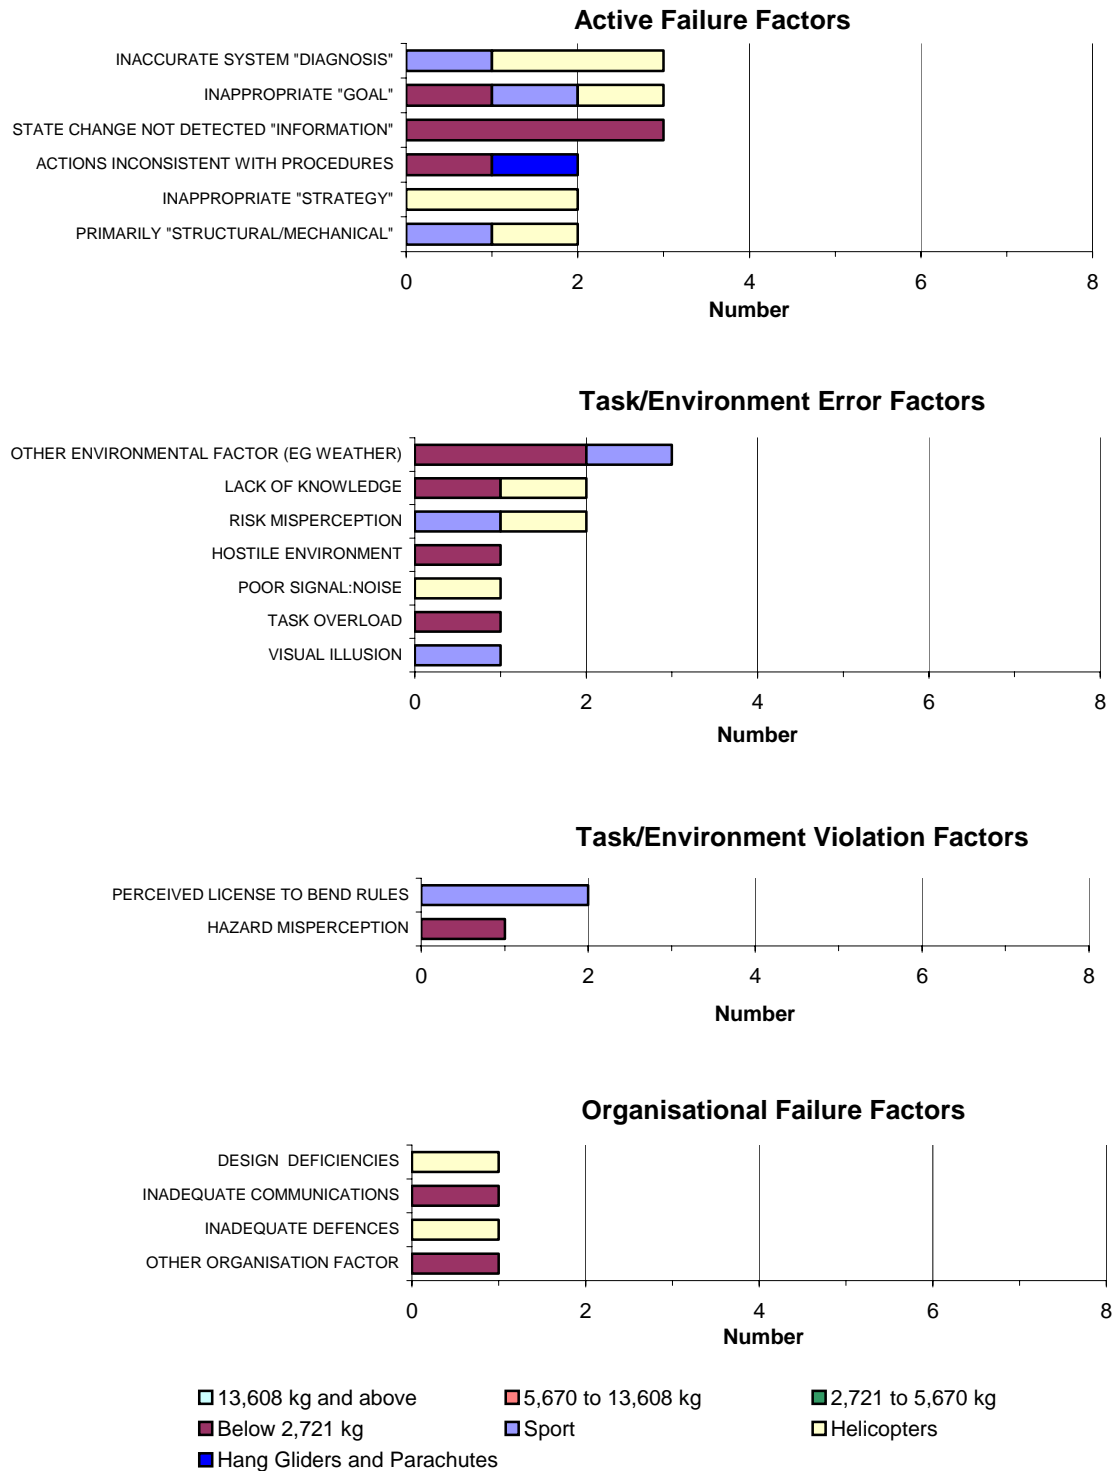 Active Failure Factors
INACCURATE SYSTEM "DIAGNOSIS"
INAPPROPRIATE "GOAL"
STATE CHANGE NOT DETECTED "INFORMATION"
ACTIONS INCONSISTENT WITH PROCEDURES
INAPPROPRIATE "STRATEGY"
PRIMARILY "STRUCTURAL/MECHANICAL"
0 2 4 6 8
Number
Task/Environment Error Factors
OTHER ENVIRONMENTAL FACTOR (EG WEATHER)
LACK OF KNOWLEDGE
RISK MISPERCEPTION
HOSTILE ENVIRONMENT
POOR SIGNAL:NOISE
TASK OVERLOAD
VISUAL ILLUSION
0 2 4 6 8
Number
Task/Environment Violation Factors
PERCEIVED LICENSE TO BEND RULES
HAZARD MISPERCEPTION
0 2 4 6 8
Number
Organisational Failure Factors
DESIGN DEFICIENCIES
INADEQUATE COMMUNICATIONS
INADEQUATE DEFENCES
OTHER ORGANISATION FACTOR
0 2 4 6 8
Number
13,608 kg and above 5,670 to 13,608 kg 2,721 to 5,670 kg
Below 2,721 kg Sport Helicopters
Hang Gliders and Parachutes